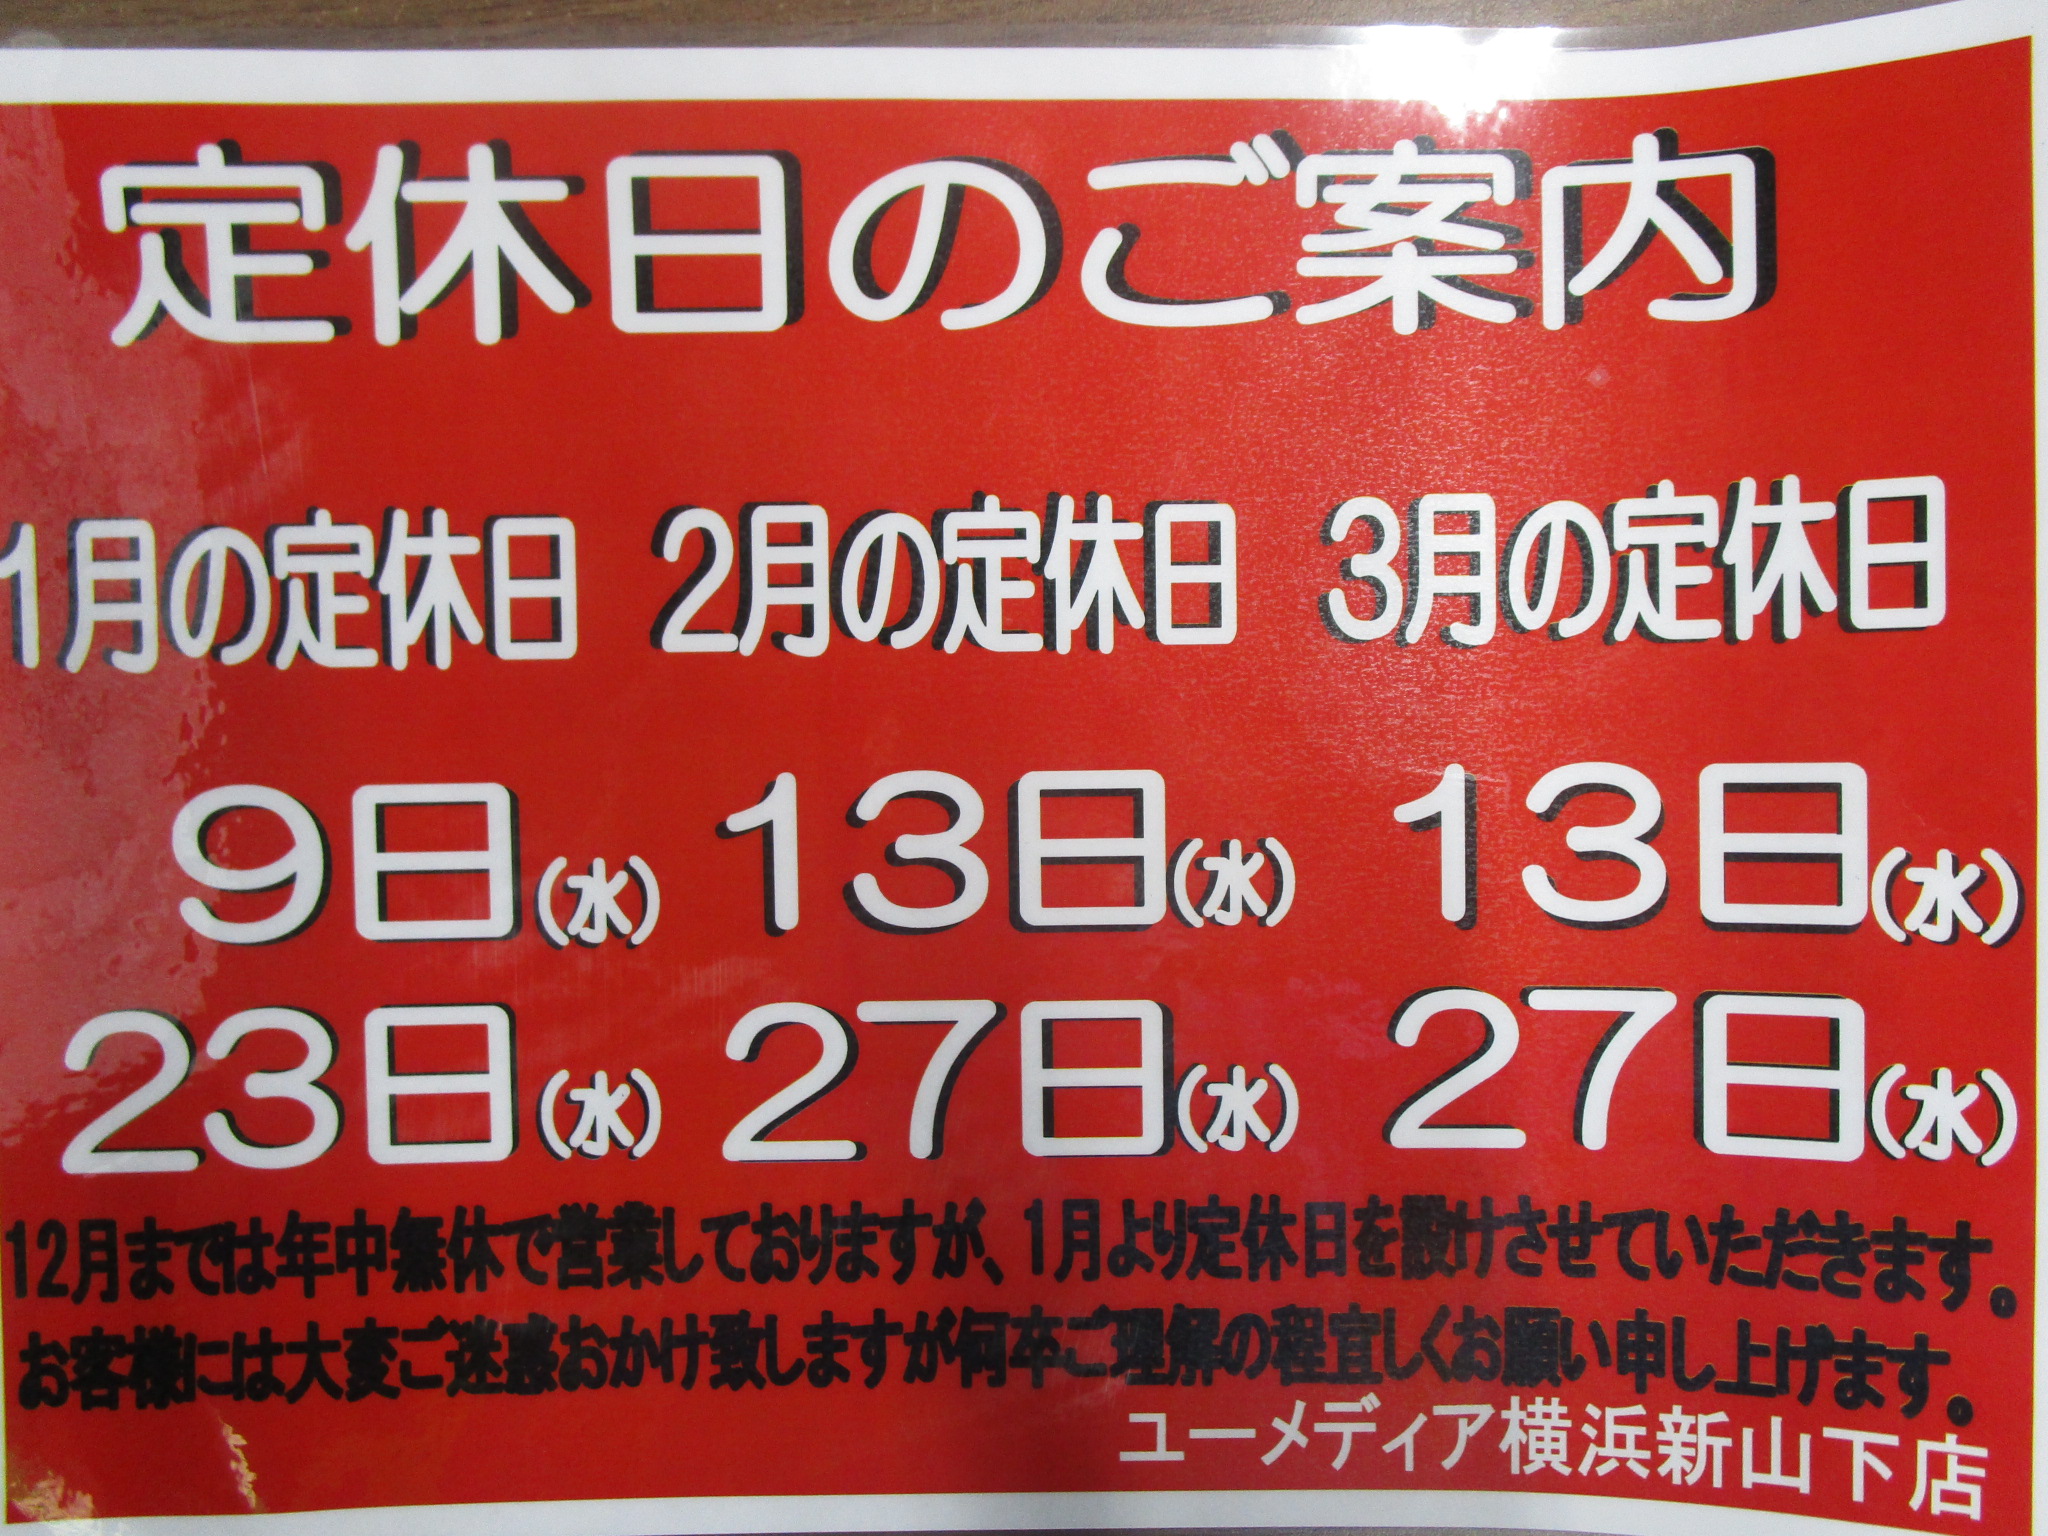 定休日のご案内
1月の定休日 2月の定休日 3月の定休日
9日(水) 13日(水) 13日(水)
23日(水) 27日(水) 27日(水)
12月までは年中無休で営業しておりますが、1月より定休日を設けさせていただきます。
お客様には大変ご迷惑おかけ致しますが何卒ご理解の程宜しくお願い申し上げます。
ユーメディア横浜新山下店